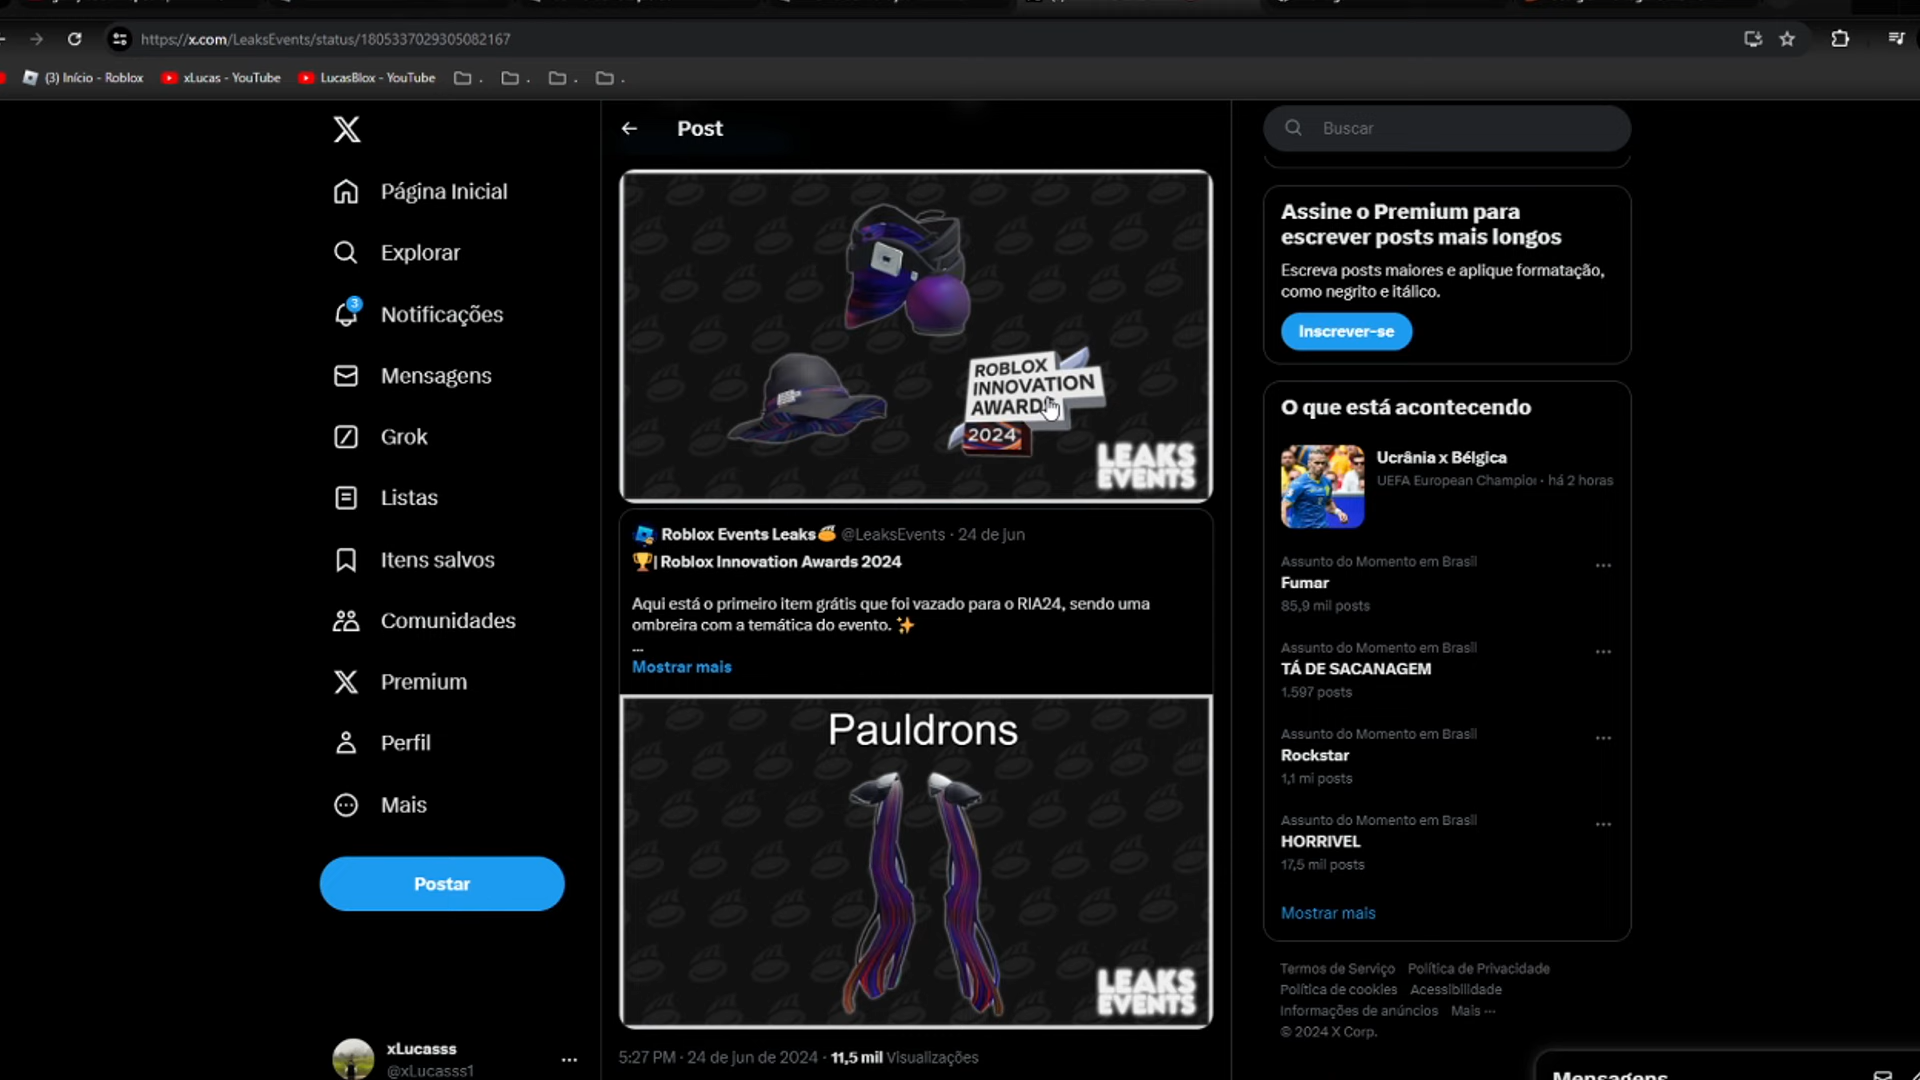 https://x.com/LeaksEvents/status/1805337029305082167
(3) Início - Roblox
xLucas - YouTube
LucasBlox - YouTube
.
.
.
.
Página Inicial
Explorar
3
Notificações
Mensagens
Grok
Listas
Itens salvos
Comunidades
Premium
Perfil
Mais
Postar
xLucasss
@xLucasss1
Post
ROBLOX
INNOVATION
AWARDS
2024
LEAKS
EVENTS
Roblox Events Leaks @LeaksEvents · 24 de jun
🏆| Roblox Innovation Awards 2024
Aqui está o primeiro item grátis que foi vazado para o RIA24, sendo uma
ombreira com a temática do evento. ✨
...
Mostrar mais
Pauldrons
LEAKS
EVENTS
5:27 PM · 24 de jun de 2024 · 11,5 mil Visualizações
Buscar
Assine o Premium para
escrever posts mais longos
Escreva posts maiores e aplique formatação,
como negrito e itálico.
Inscrever-se
O que está acontecendo
Ucrânia x Bélgica
UEFA European Champio · há 2 horas
Assunto do Momento em Brasil
Fumar
85,9 mil posts
Assunto do Momento em Brasil
TÁ DE SACANAGEM
1.597 posts
Assunto do Momento em Brasil
Rockstar
1,1 mi posts
Assunto do Momento em Brasil
HORRIVEL
17,5 mil posts
Mostrar mais
Termos de Serviço Política de Privacidade
Política de cookies Acessibilidade
Informações de anúncios Mais ···
© 2024 X Corp.
Mensagens